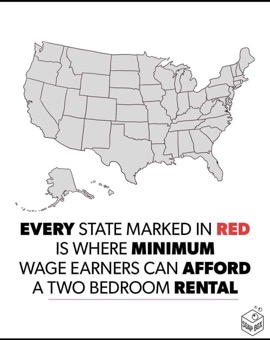 EVERY STATE MARKED IN RED
IS WHERE MINIMUM
WAGE EARNERS CAN AFFORD
A TWO BEDROOM RENTAL
SOAP BOX